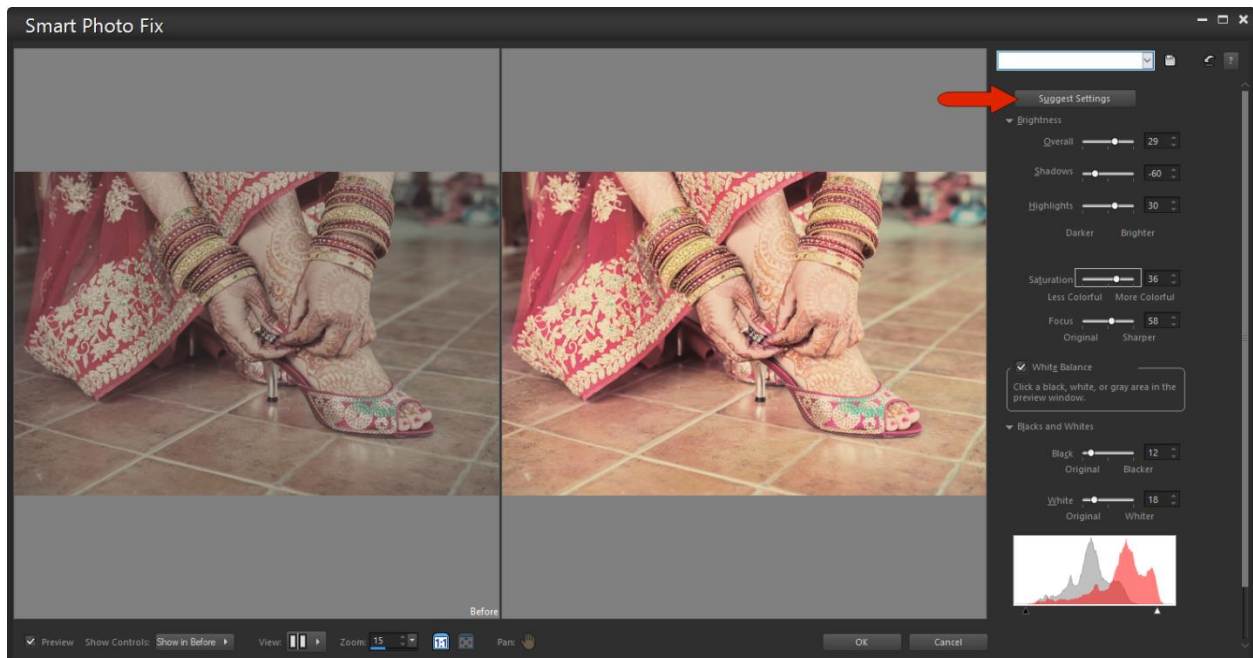 Smart Photo Fix
?
Suggest Settings
Brightness
Overall 29
Shadows -60
Highlights 30
Darker Brighter
Saturation 36
Less Colorful More Colorful
Focus 58
Original Sharper
White Balance
Click a black, white, or gray area in the
preview window.
Blacks and Whites
Black 12
Original Blacker
White 18
Original Whiter
Before
Preview Show Controls: Show in Before View: Zoom: 15 1:1 Pan: OK Cancel